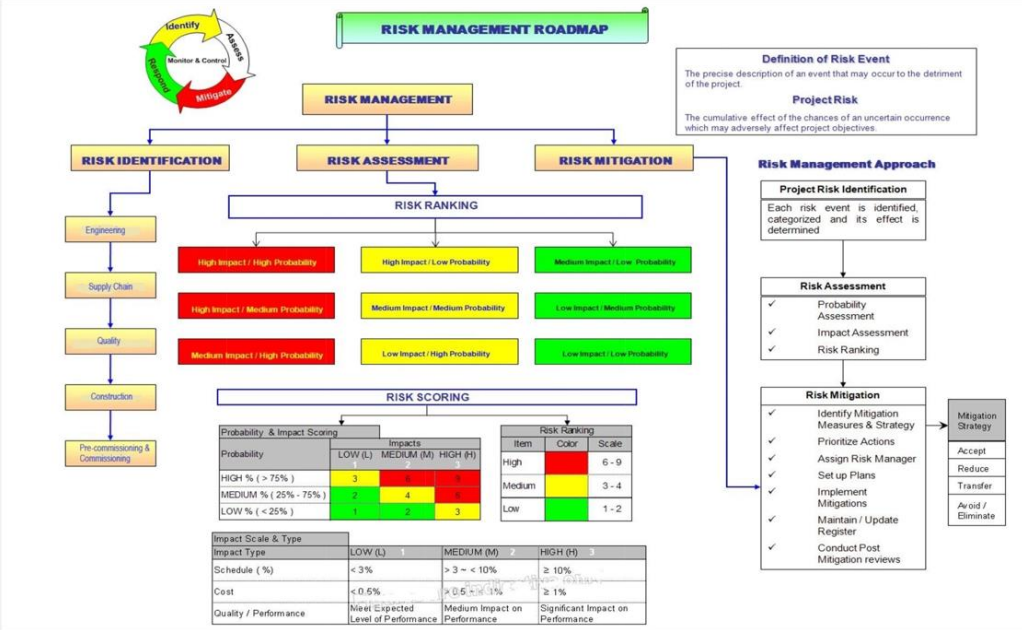 RISK MANAGEMENT ROADMAP
Identify
Assess
Monitor & Control
Respond
Mitigate
Definition of Risk Event
The precise description of an event that may occur to the detriment
of the project.
Project Risk
The cumulative effect of the chances of an uncertain occurrence
which may adversely affect project objectives.
RISK MANAGEMENT
RISK IDENTIFICATION
RISK ASSESSMENT
RISK MITIGATION
Engineering
Supply Chain
Quality
Construction
Pre-commissioning &
Commissioning
RISK RANKING
High Impact / High Probability
High Impact / Low Probability
Medium Impact / Low Probability
High Impact / Medium Probability
Medium Impact / Medium Probability
Low Impact / Medium Probability
Medium Impact / High Probability
Low Impact / High Probability
Low Impact / Low Probability
RISK SCORING
Probability & Impact Scoring
Probability
Impacts
LOW (L) MEDIUM (M) HIGH (H)
1 2 3
HIGH % ( > 75% ) 3 6 9
MEDIUM % ( 25% - 75% ) 2 4 6
LOW % ( < 25% ) 1 2 3
Risk Ranking
Item Color Scale
High 6 - 9
Medium 3 - 4
Low 1 - 2
Impact Scale & Type
Impact Type LOW (L) 1 MEDIUM (M) 2 HIGH (H) 3
Schedule ( %) < 3% > 3 ~ < 10% ≥ 10%
Cost < 0.5% > 0.5 ~ < 1% ≥ 1%
Quality / Performance
Meet Expected
Level of Performance
Medium Impact on
Performance
Significant Impact on
Performance
Risk Management Approach
Project Risk Identification
Each risk event is identified,
categorized and its effect is
determined
Risk Assessment
✓ Probability
Assessment
✓ Impact Assessment
✓ Risk Ranking
Risk Mitigation
✓ Identify Mitigation
Measures & Strategy
✓ Prioritize Actions
✓ Assign Risk Manager
✓ Set up Plans
✓ Implement
Mitigations
✓ Maintain / Update
Register
✓ Conduct Post
Mitigation reviews
Mitigation
Strategy
Accept
Reduce
Transfer
Avoid /
Eliminate